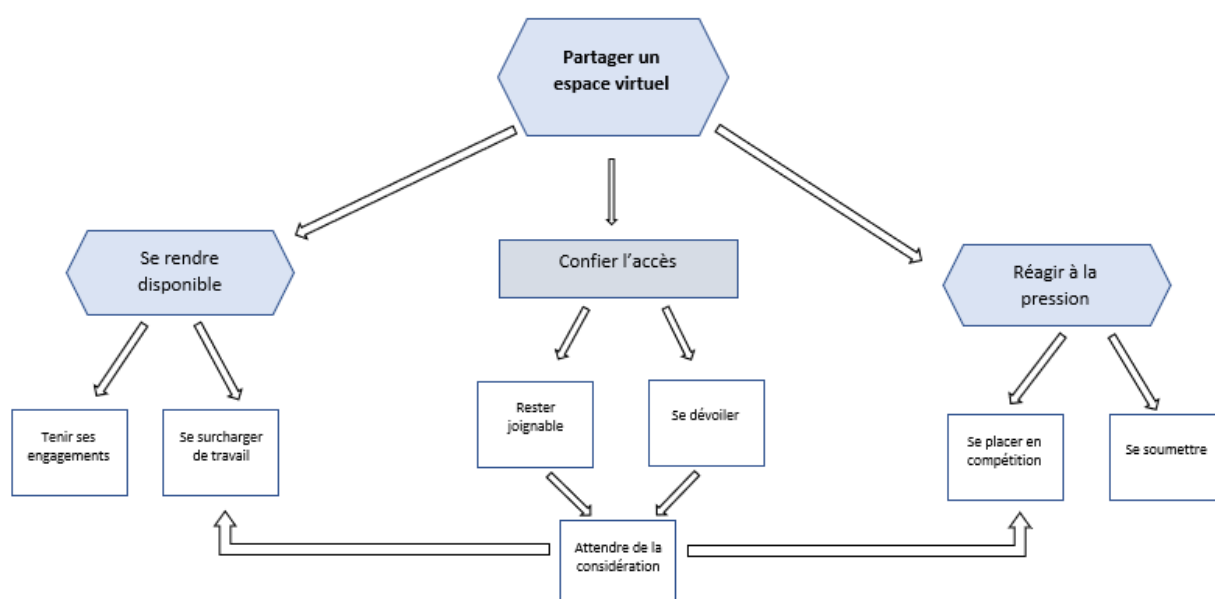 Partager un
espace virtuel
Se rendre
disponible
Confier l’accès
Réagir à la
pression
Tenir ses
engagements
Se surcharger
de travail
Rester
joignable
Se dévoiler
Se placer en
compétition
Se soumettre
Attendre de la
considération